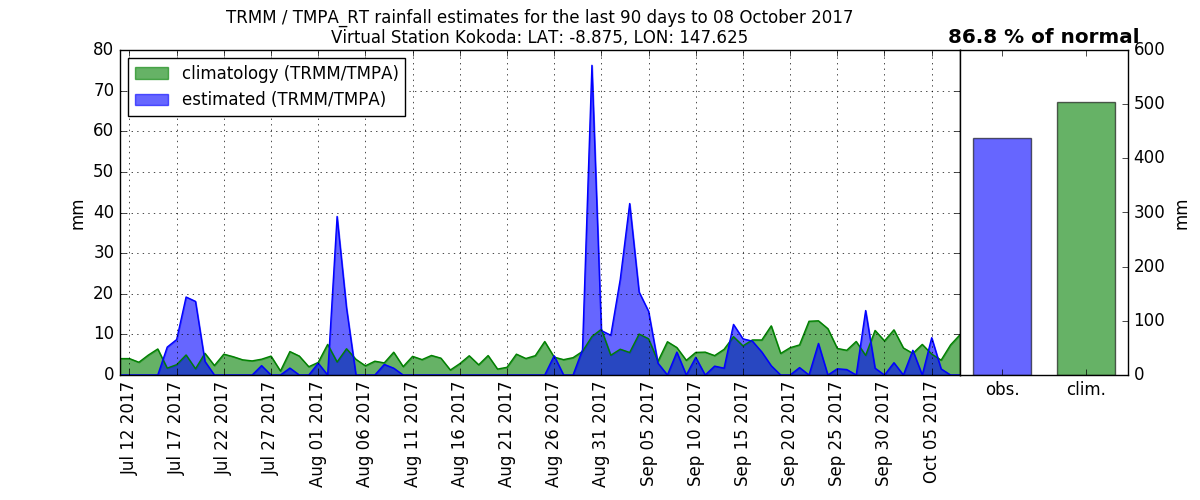 TRMM / TMPA_RT rainfall estimates for the last 90 days to 08 October 2017
Virtual Station Kokoda: LAT: -8.875, LON: 147.625
86.8 % of normal
climatology (TRMM/TMPA)
estimated (TRMM/TMPA)
80
70
60
50
40
30
20
10
0
mm
Jul 12 2017
Jul 17 2017
Jul 22 2017
Jul 27 2017
Aug 01 2017
Aug 06 2017
Aug 11 2017
Aug 16 2017
Aug 21 2017
Aug 26 2017
Aug 31 2017
Sep 05 2017
Sep 10 2017
Sep 15 2017
Sep 20 2017
Sep 25 2017
Sep 30 2017
Oct 05 2017
obs.
clim.
600
500
400
300
200
100
0
mm